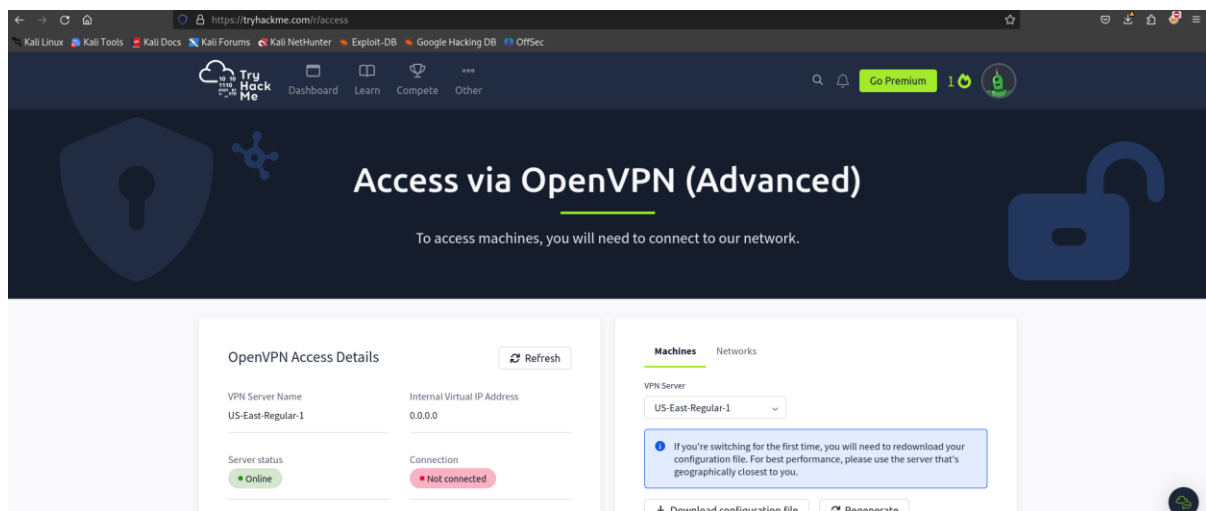 https://tryhackme.com/r/access
Kali Linux Kali Tools Kali Docs Kali Forums Kali NetHunter Exploit-DB Google Hacking DB OffSec
Try Hack Me
Dashboard Learn Compete Other
Go Premium 1
Access via OpenVPN (Advanced)
To access machines, you will need to connect to our network.
OpenVPN Access Details
Refresh
VPN Server Name Internal Virtual IP Address
US-East-Regular-1 0.0.0.0
Server status Connection
Online Not connected
Machines Networks
VPN Server
US-East-Regular-1
If you're switching for the first time, you will need to redownload your
configuration file. For best performance, please use the server that's
geographically closest to you.
Download configuration file Regenerate